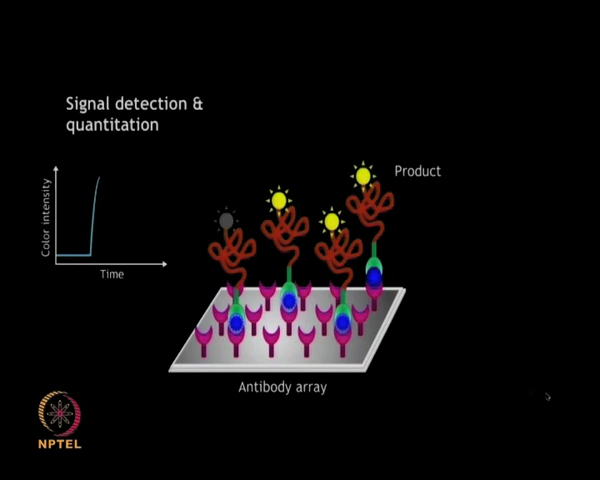 Signal detection &
quantitation
Color intensity
Time
Product
Antibody array
NPTEL